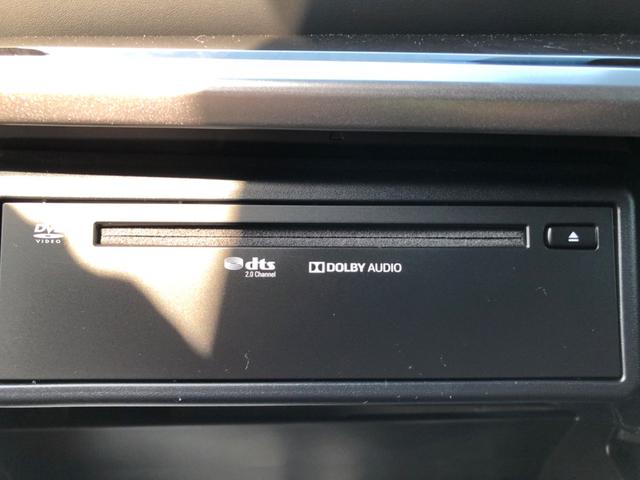 DVD
VIDEO
dts
2.0 Channel
DOLBY AUDIO